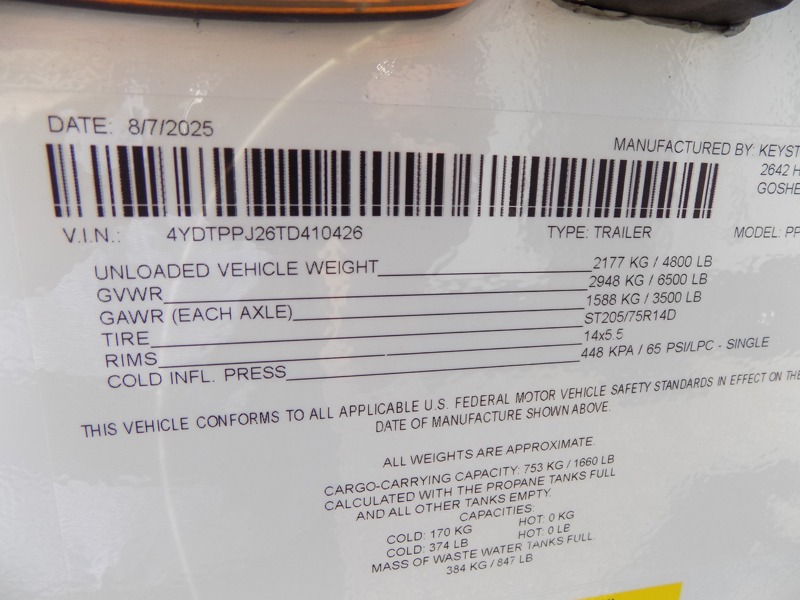 DATE: 8/7/2025
MANUFACTURED BY: KEYST
2642 H
GOSHE
V.I.N.: 4YDTPPJ26TD410426 TYPE: TRAILER MODEL: PP
UNLOADED VEHICLE WEIGHT 2177 KG / 4800 LB
GVWR 2948 KG / 6500 LB
GAWR (EACH AXLE) 1588 KG / 3500 LB
TIRE ST205/75R14D
RIMS 14x5.5
COLD INFL. PRESS 448 KPA / 65 PSI/LPC - SINGLE
THIS VEHICLE CONFORMS TO ALL APPLICABLE U.S. FEDERAL MOTOR VEHICLE SAFETY STANDARDS IN EFFECT ON THE
DATE OF MANUFACTURE SHOWN ABOVE.
ALL WEIGHTS ARE APPROXIMATE.
CARGO-CARRYING CAPACITY: 753 KG / 1660 LB
CALCULATED WITH THE PROPANE TANKS FULL
AND ALL OTHER TANKS EMPTY.
CAPACITIES:
COLD: 170 KG HOT: 0 KG
COLD: 374 LB HOT: 0 LB
MASS OF WASTE WATER TANKS FULL.
384 KG / 847 LB